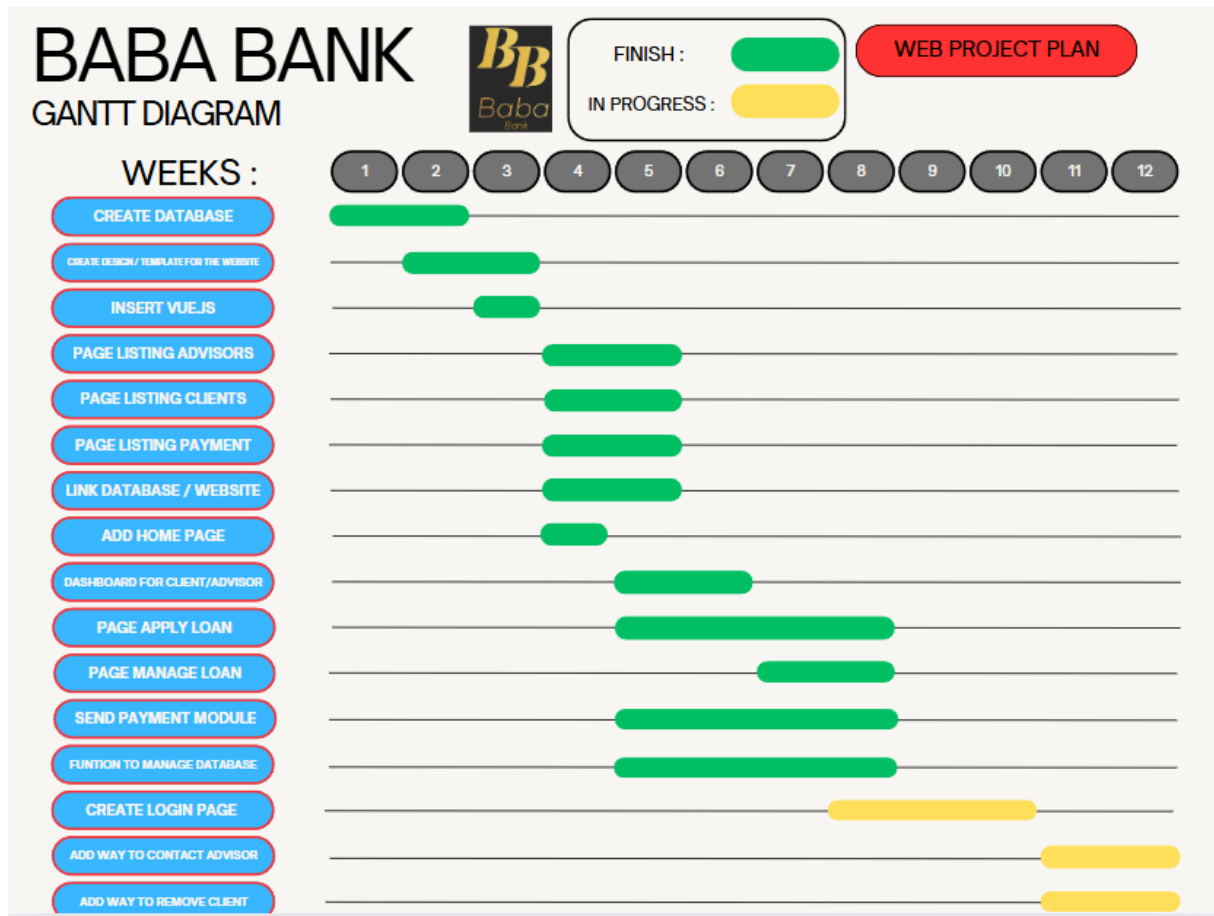 BABA BANK
GANTT DIAGRAM
BB
Baba
Bank
FINISH :
IN PROGRESS :
WEB PROJECT PLAN
WEEKS :
1 2 3 4 5 6 7 8 9 10 11 12
CREATE DATABASE
CREATE DESIGN / TEMPLATE FOR THE WEBSITE
INSERT VUE.JS
PAGE LISTING ADVISORS
PAGE LISTING CLIENTS
PAGE LISTING PAYMENT
LINK DATABASE / WEBSITE
ADD HOME PAGE
DASHBOARD FOR CLIENT/ADVISOR
PAGE APPLY LOAN
PAGE MANAGE LOAN
SEND PAYMENT MODULE
FUNTION TO MANAGE DATABASE
CREATE LOGIN PAGE
ADD WAY TO CONTACT ADVISOR
ADD WAY TO REMOVE CLIENT